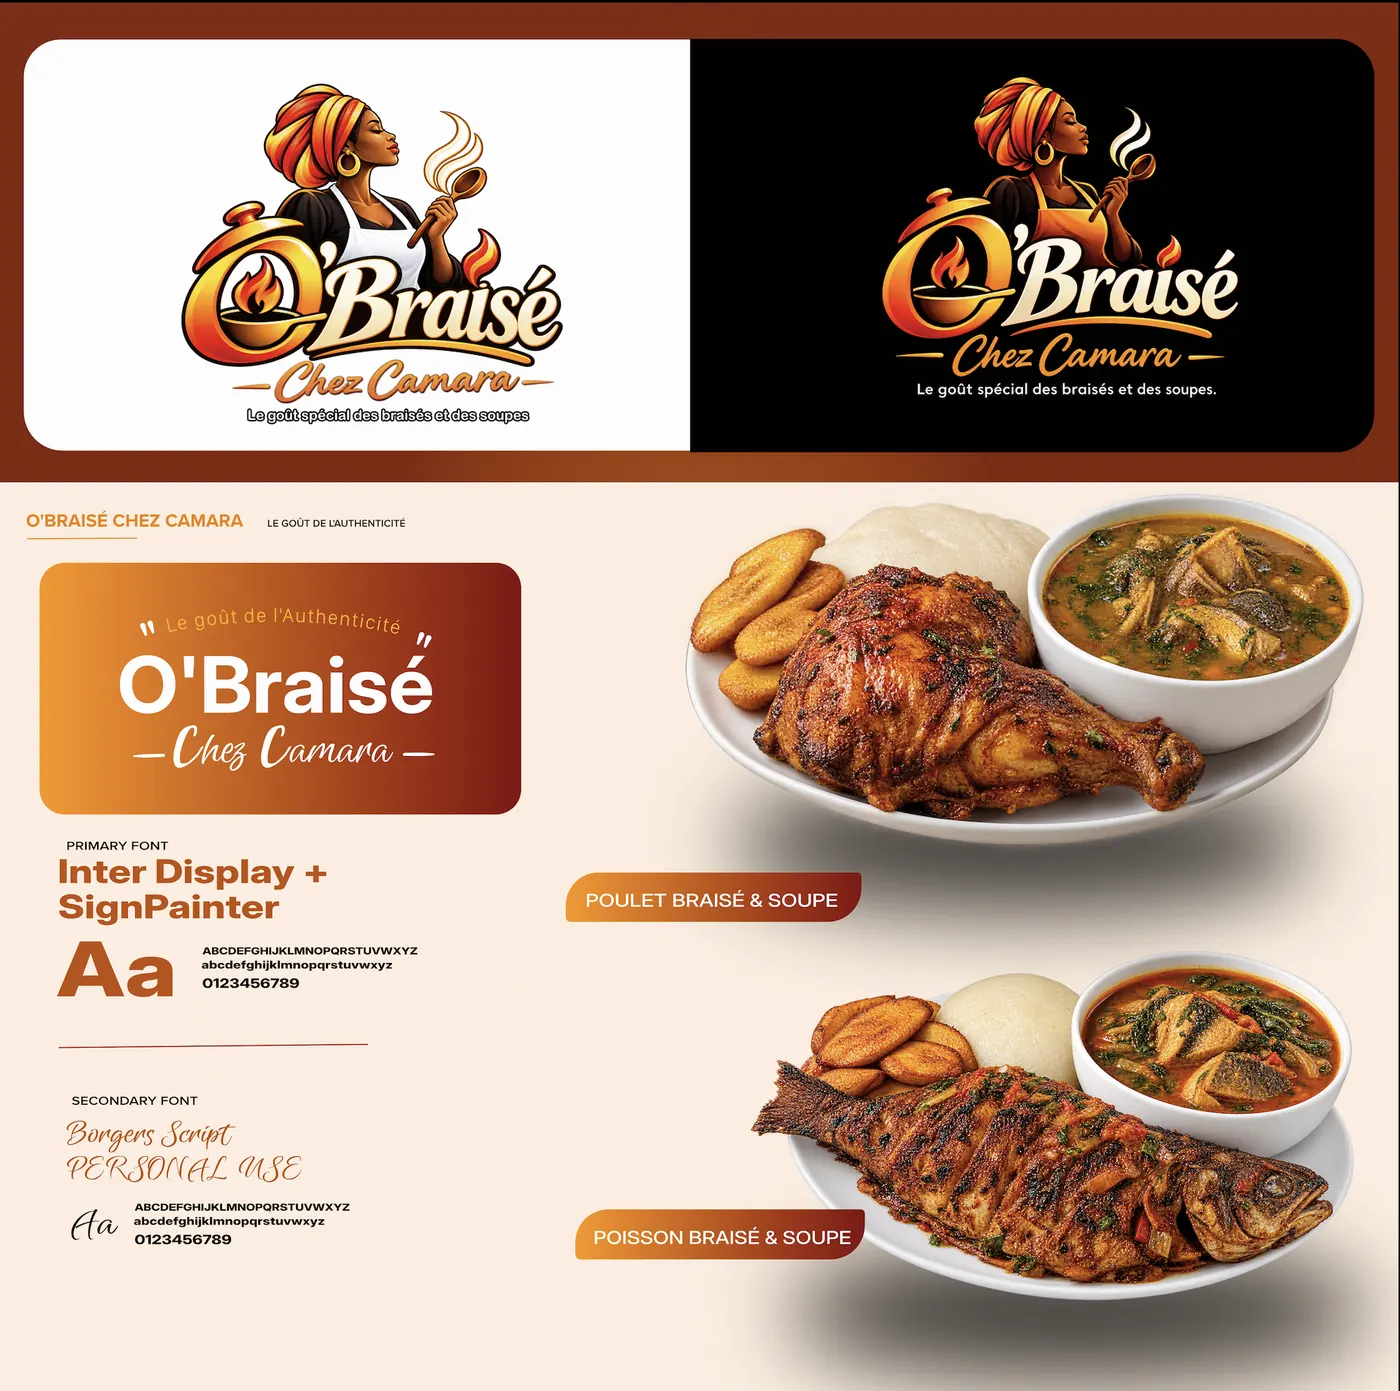 O'Braisé
Chez Camara
Le goût spécial des braisés et des soupes
O'Braisé
Chez Camara
Le goût spécial des braisés et des soupes.
O'BRAISÉ CHEZ CAMARA
LE GOÛT DE L'AUTHENTICITÉ
" Le goût de l'Authenticité "
O'Braisé
— Chez Camara —
PRIMARY FONT
Inter Display +
SignPainter
Aa
ABCDEFGHIJKLMNOPQRSTUVWXYZ
abcdefghijklmnopqrstuvwxyz
0123456789
SECONDARY FONT
Borgers Script
PERSONAL USE
Aa
ABCDEFGHIJKLMNOPQRSTUVWXYZ
abcdefghijklmnopqrstuvwxyz
0123456789
POULET BRAISÉ & SOUPE
POISSON BRAISÉ & SOUPE